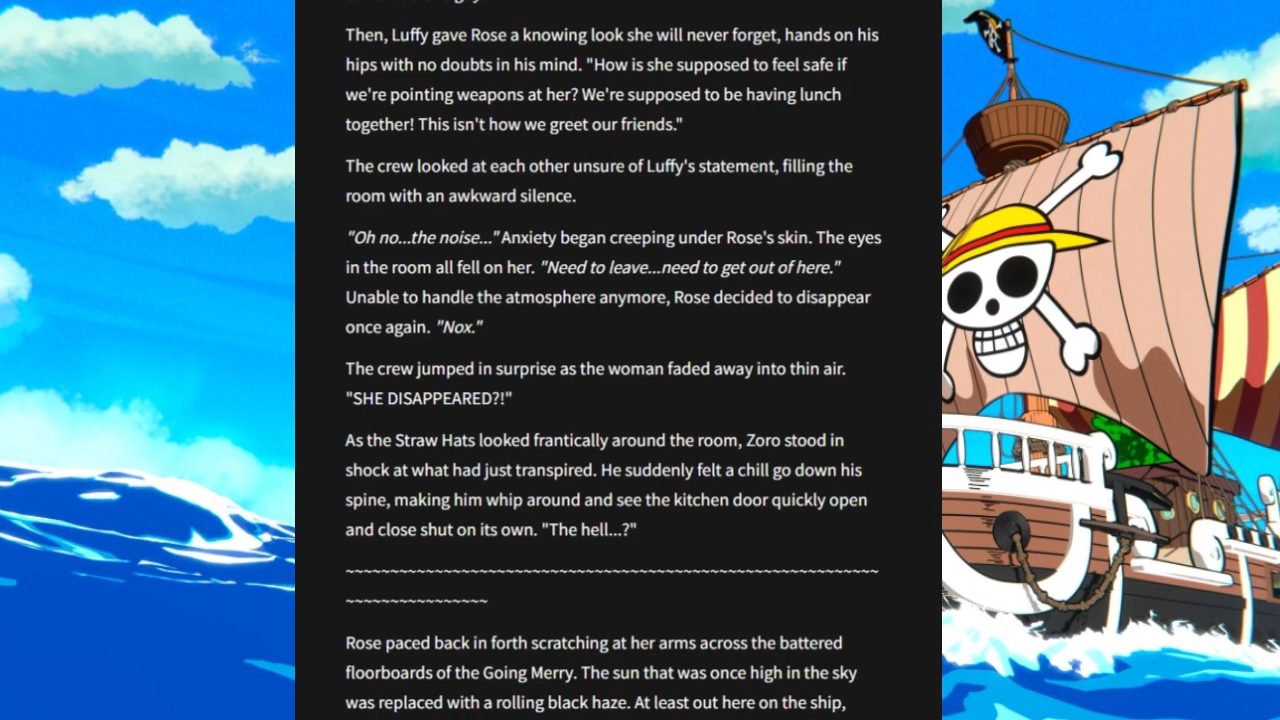 Then, Luffy gave Rose a knowing look she will never forget, hands on his
hips with no doubts in his mind. "How is she supposed to feel safe if
we're pointing weapons at her? We're supposed to be having lunch
together! This isn't how we greet our friends."
The crew looked at each other unsure of Luffy's statement, filling the
room with an awkward silence.
"Oh no...the noise..." Anxiety began creeping under Rose's skin. The eyes
in the room all fell on her. "Need to leave...need to get out of here."
Unable to handle the atmosphere anymore, Rose decided to disappear
once again. "Nox."
The crew jumped in surprise as the woman faded away into thin air.
"SHE DISAPPEARED?!"
As the Straw Hats looked frantically around the room, Zoro stood in
shock at what had just transpired. He suddenly felt a chill go down his
spine, making him whip around and see the kitchen door quickly open
and close shut on its own. "The hell...?"
~~~~~~~~~~~~~~~~~~~~~~~~~~~~~~~~~~~~~~~~~~~~~~~~~~~~~~~~~~~~
~~~~~~~~~~~~~~~~
Rose paced back in forth scratching at her arms across the battered
floorboards of the Going Merry. The sun that was once high in the sky
was replaced with a rolling black haze. At least out here on the ship,